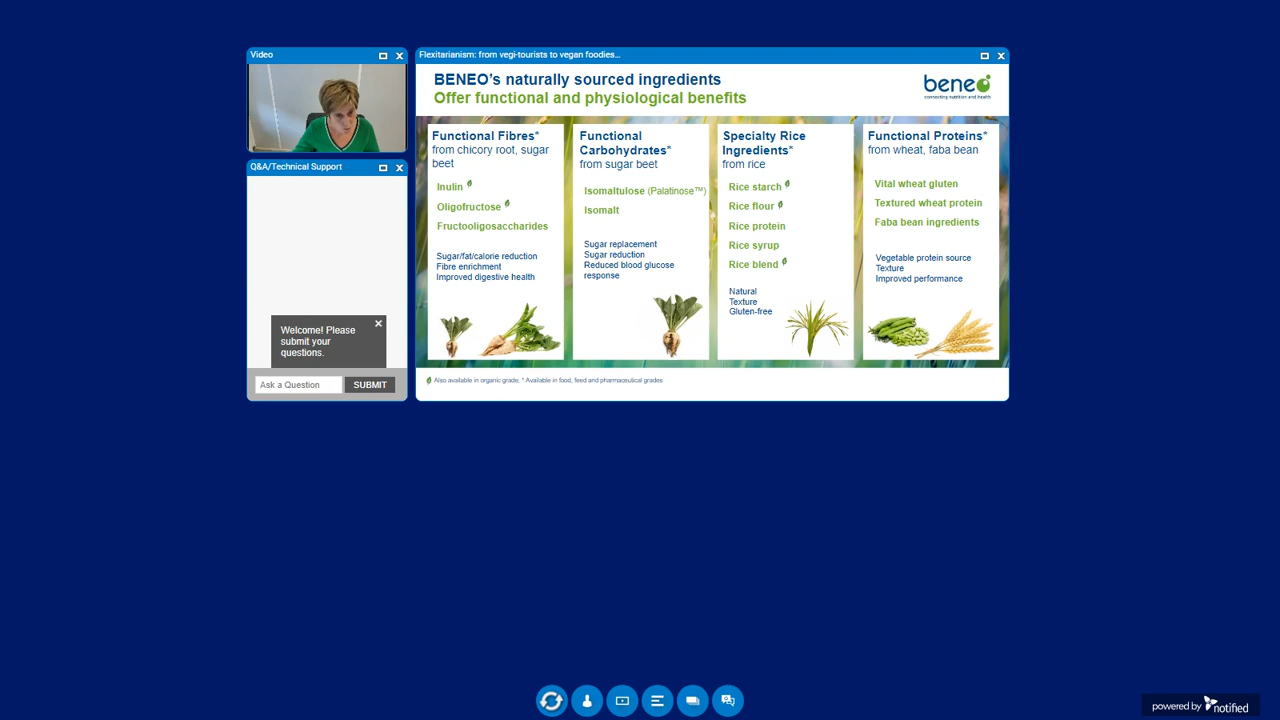 Video
Q&A/Technical Support
Welcome! Please
submit your
questions.
Ask a Question
SUBMIT
Flexitarianism: from vegi-tourists to vegan foodies...
BENEO's naturally sourced ingredients
Offer functional and physiological benefits
beneo
connecting nutrition and health
Functional Fibres*
from chicory root, sugar
beet
Inulin
Oligofructose
Fructooligosaccharides
Sugar/fat/calorie reduction
Fibre enrichment
Improved digestive health
Functional
Carbohydrates*
from sugar beet
Isomaltulose (Palatinose™)
Isomalt
Sugar replacement
Sugar reduction
Reduced blood glucose
response
Specialty Rice
Ingredients*
from rice
Rice starch
Rice flour
Rice protein
Rice syrup
Rice blend
Natural
Texture
Gluten-free
Functional Proteins*
from wheat, faba bean
Vital wheat gluten
Textured wheat protein
Faba bean ingredients
Vegetable protein source
Texture
Improved performance
Also available in organic grade; * Available in food, feed and pharmaceutical grades
powered by notified